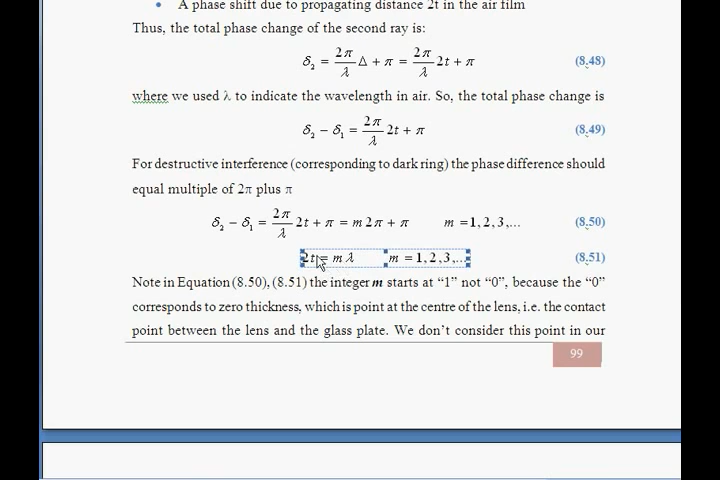 • A phase shift due to propagating distance 2t in the air film
Thus, the total phase change of the second ray is:
δ₂ = 2π/λ Δ + π = 2π/λ 2t + π (8.48)
where we used λ to indicate the wavelength in air. So, the total phase change is
δ₂ − δ₁ = 2π/λ 2t + π (8.49)
For destructive interference (corresponding to dark ring) the phase difference should
equal multiple of 2π plus π
δ₂ − δ₁ = 2π/λ 2t + π = m 2π + π m = 1, 2, 3,... (8.50)
2t = m λ m = 1, 2, 3,... (8.51)
Note in Equation (8.50), (8.51) the integer m starts at “1” not “0”, because the “0”
corresponds to zero thickness, which is point at the centre of the lens, i.e. the contact
point between the lens and the glass plate. We don’t consider this point in our
99